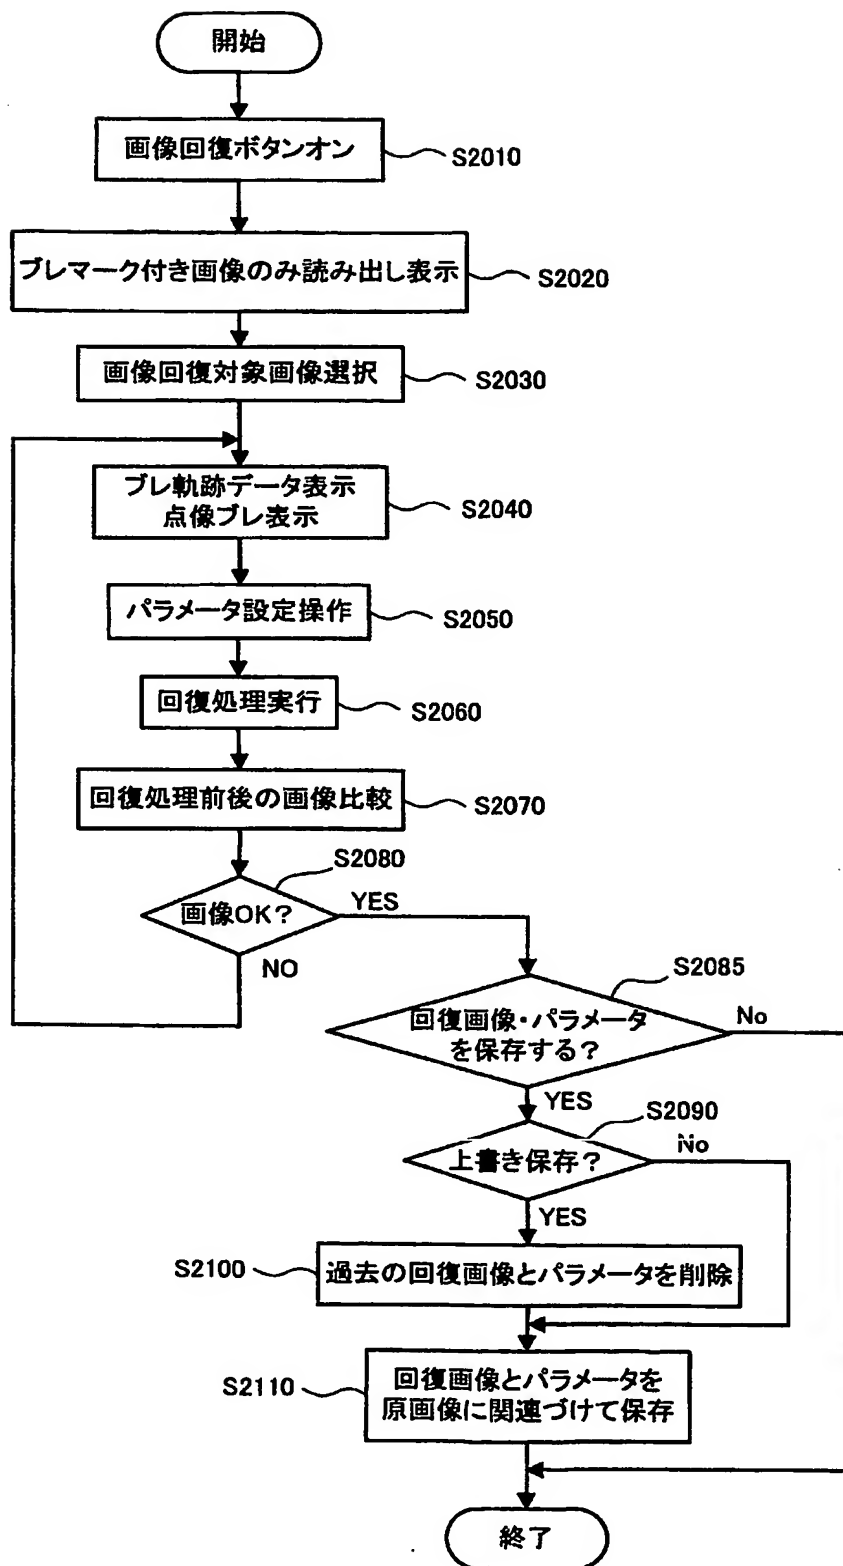 開始
画像回復ボタンオン
S2010
ブレマーク付き画像のみ読み出し表示
S2020
画像回復対象画像選択
S2030
ブレ軌跡データ表示
点像ブレ表示
S2040
パラメータ設定操作
S2050
回復処理実行
S2060
回復処理前後の画像比較
S2070
S2080
画像OK?
YES
NO
S2085
回復画像・パラメータ
を保存する?
No
YES
S2090
上書き保存?
No
YES
S2100
過去の回復画像とパラメータを削除
S2110
回復画像とパラメータを
原画像に関連づけて保存
終了